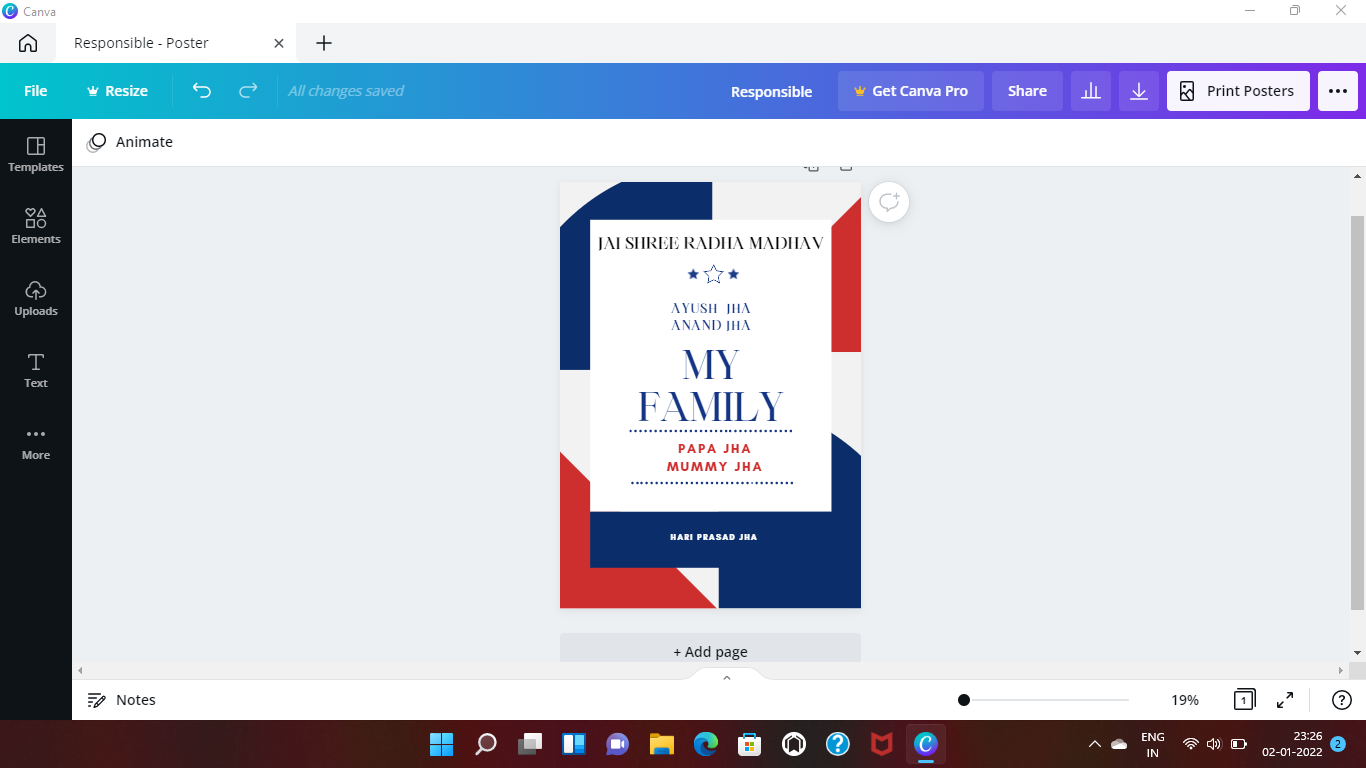 Canva
Responsible - Poster
File
Resize
All changes saved
Responsible
Get Canva Pro
Share
Print Posters
Templates
Elements
Uploads
Text
More
Animate
JAI SHREE RADHA MADHAV
AYUSH JHA
ANAND JHA
MY
FAMILY
PAPA JHA
MUMMY JHA
HARI PRASAD JHA
+ Add page
Notes
19%
1
ENG
IN
23:26
02-01-2022
2